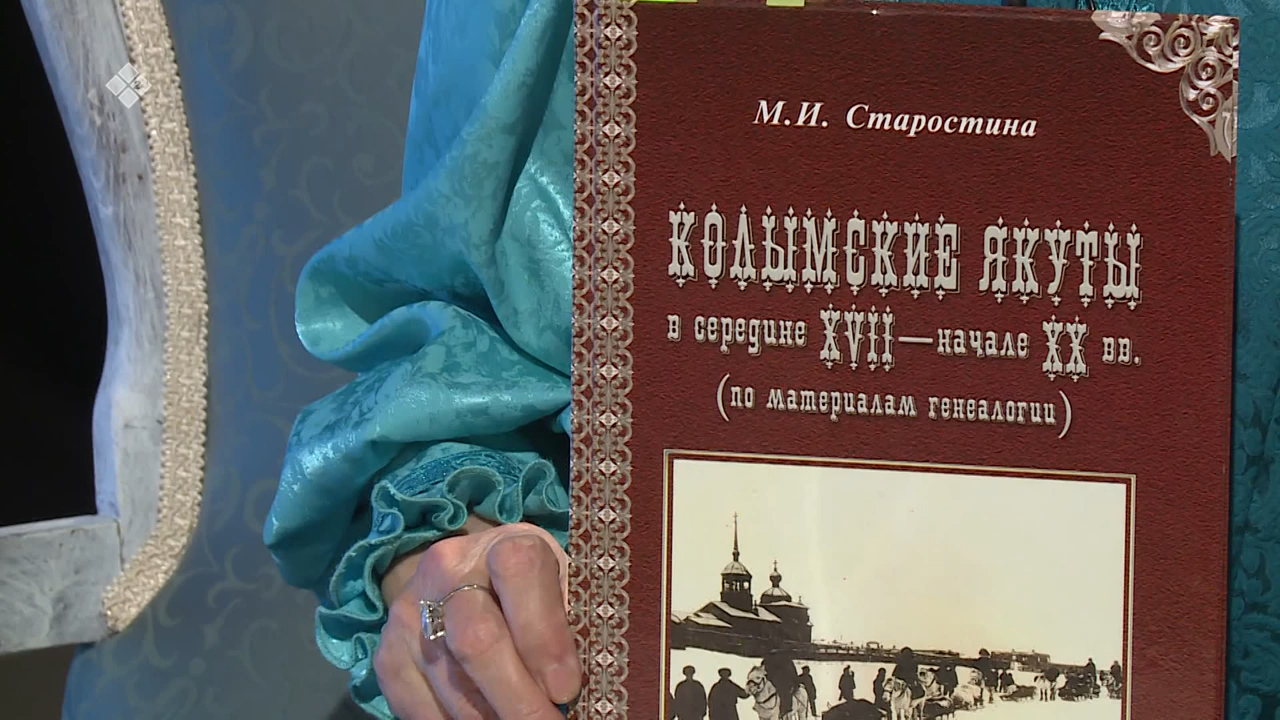 М.И. Старостина
КОЛЫМСКИЕ ЯКУТЫ
в середине XVII—начале XX вв.
(по материалам генеалогии)